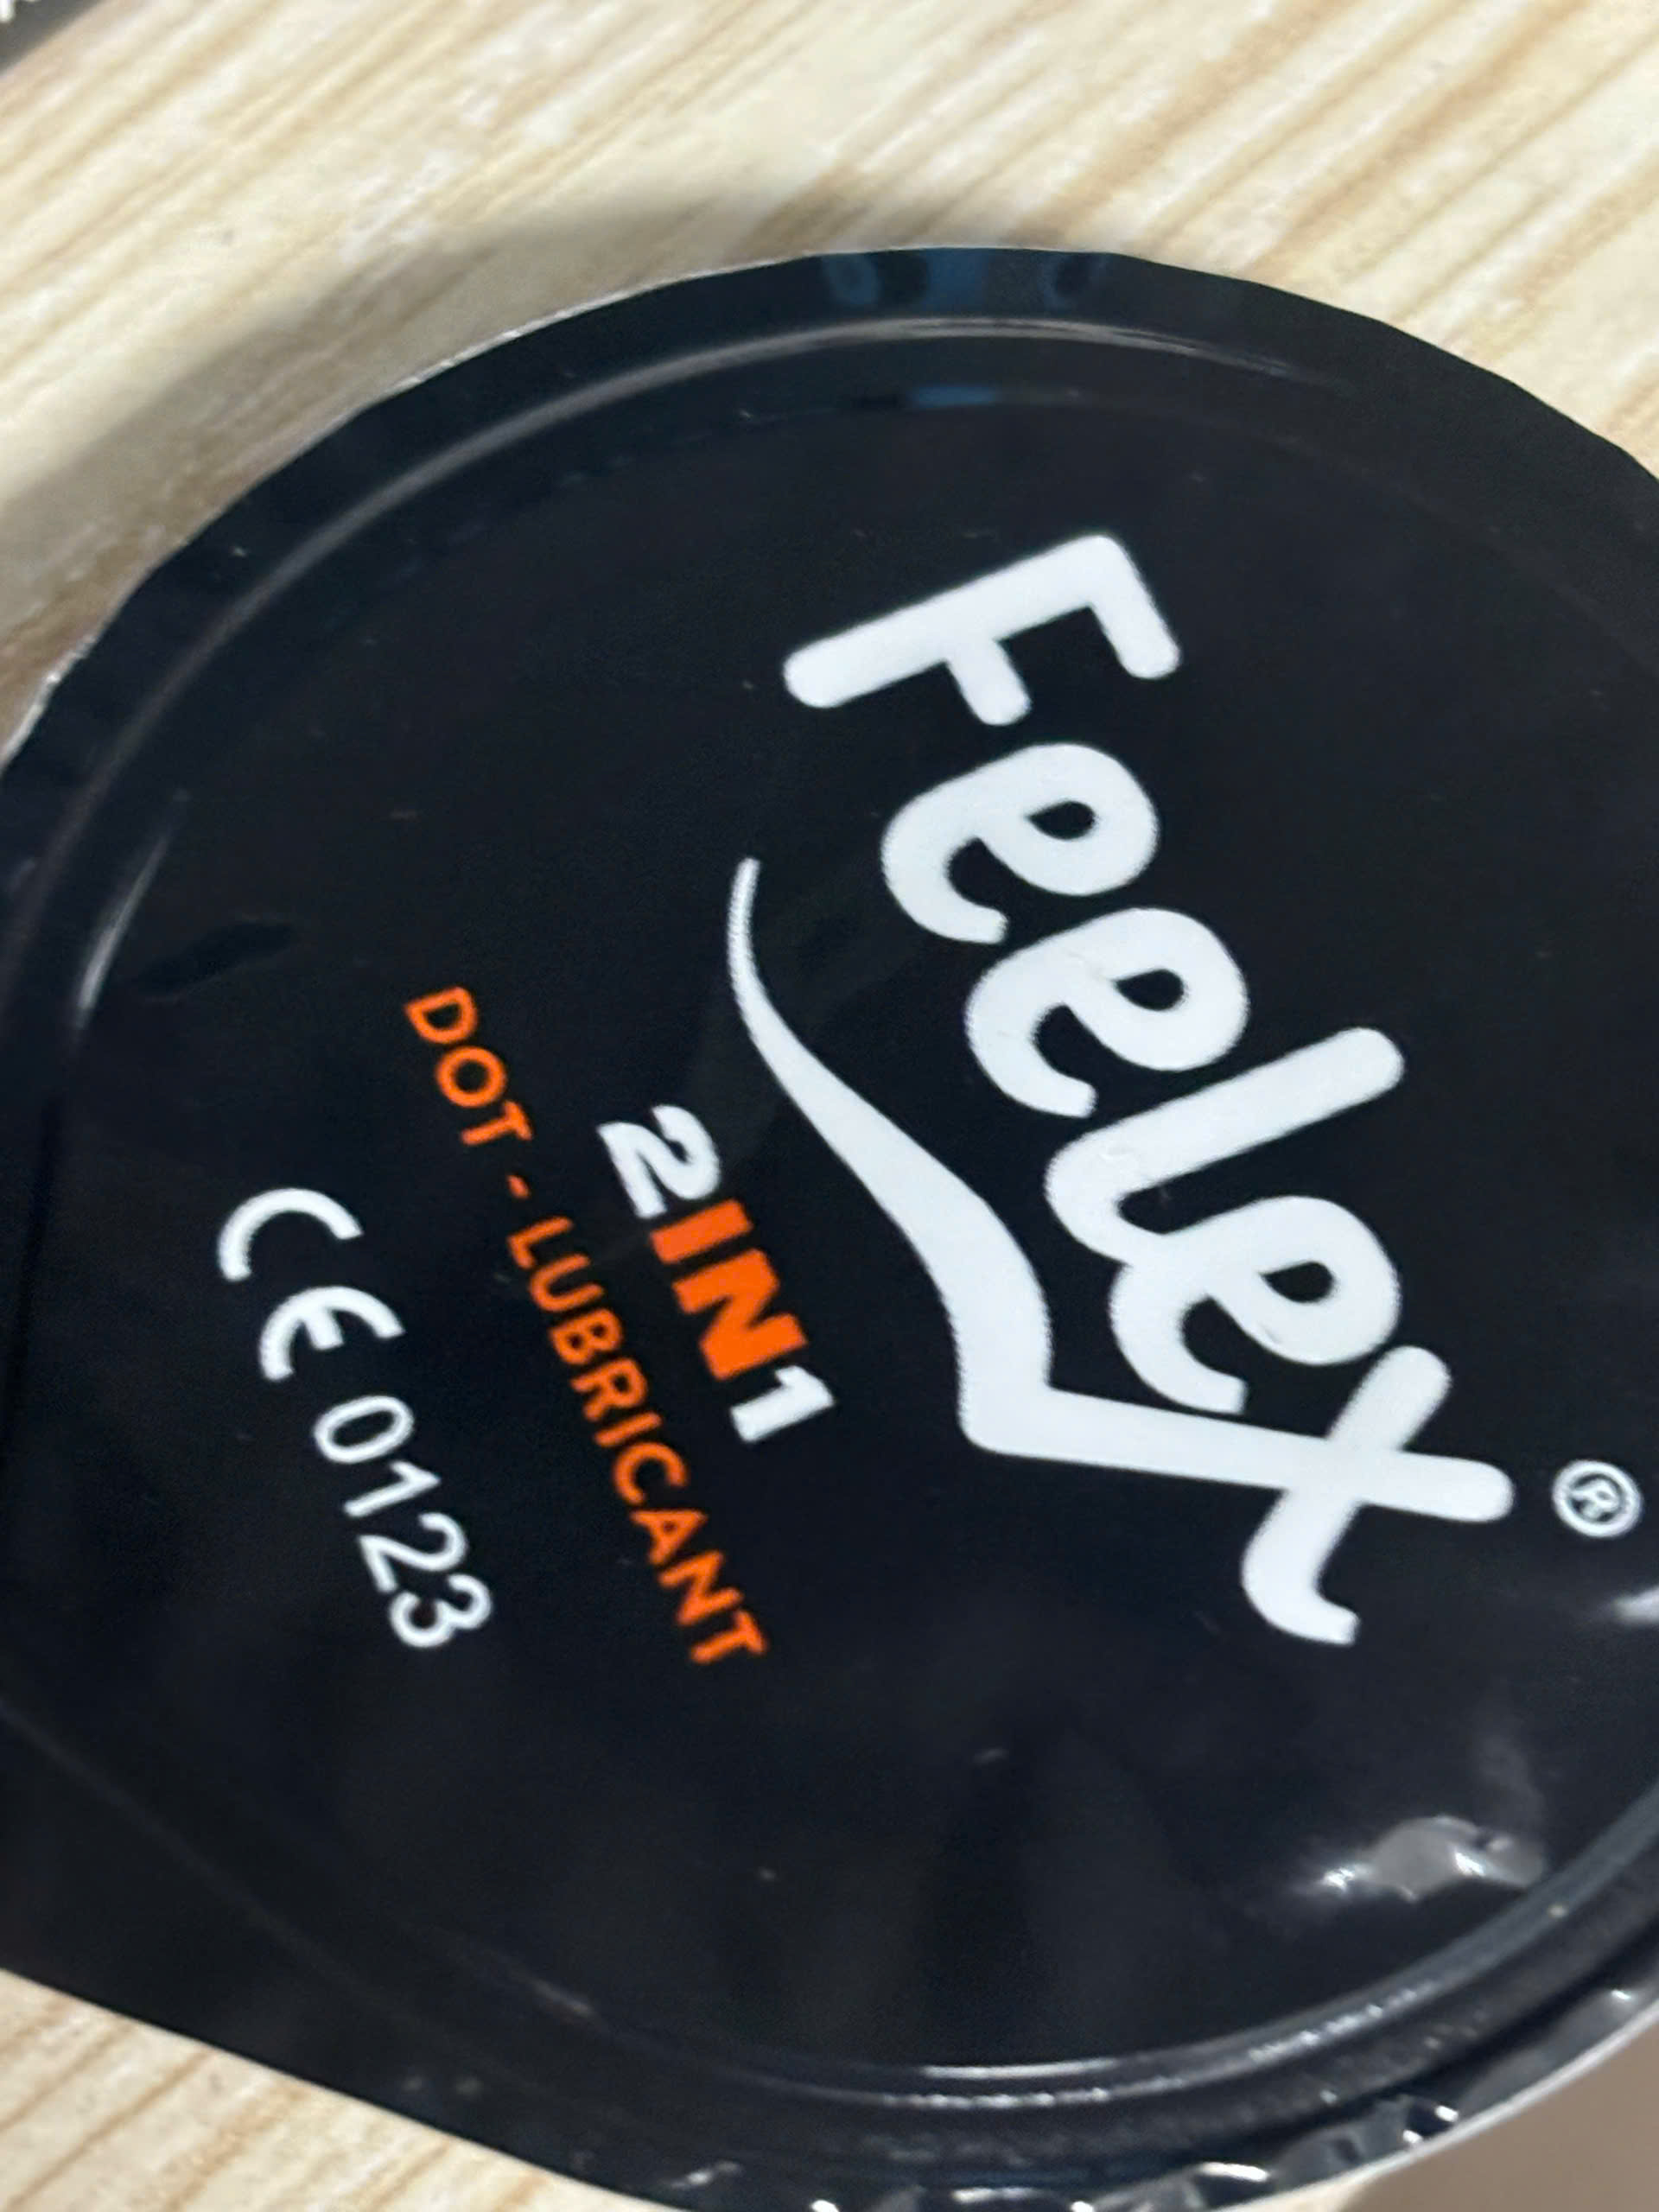 Feelex®
2IN1
DOT - LUBRICANT
CE 0123